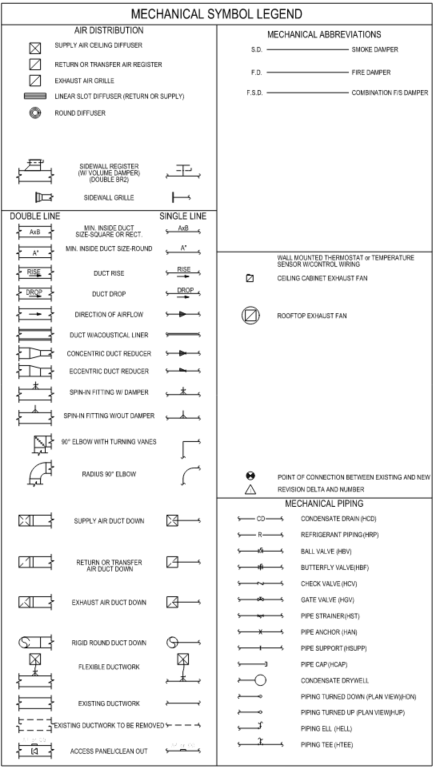 MECHANICAL SYMBOL LEGEND
AIR DISTRIBUTION
SUPPLY AIR CEILING DIFFUSER
RETURN OR TRANSFER AIR REGISTER
EXHAUST AIR GRILLE
LINEAR SLOT DIFFUSER (RETURN OR SUPPLY)
ROUND DIFFUSER
SIDEWALL REGISTER
(W/ VOLUME DAMPER)
(DOUBLE BR2)
SIDEWALL GRILLE
DOUBLE LINE SINGLE LINE
AxB MIN. INSIDE DUCT SIZE-SQUARE OR RECT. AxB
A" MIN. INSIDE DUCT SIZE-ROUND A"
RISE DUCT RISE RISE
DROP DUCT DROP DROP
DIRECTION OF AIRFLOW
DUCT W/ACOUSTICAL LINER
CONCENTRIC DUCT REDUCER
ECCENTRIC DUCT REDUCER
SPIN-IN FITTING W/ DAMPER
SPIN-IN FITTING W/OUT DAMPER
90° ELBOW WITH TURNING VANES
RADIUS 90° ELBOW
SUPPLY AIR DUCT DOWN
RETURN OR TRANSFER
AIR DUCT DOWN
EXHAUST AIR DUCT DOWN
RIGID ROUND DUCT DOWN
FLEXIBLE DUCTWORK
EXISTING DUCTWORK
EXISTING DUCTWORK TO BE REMOVED
ACCESS PANEL/CLEAN OUT
MECHANICAL ABBREVIATIONS
S.D. SMOKE DAMPER
F.D. FIRE DAMPER
F.S.D. COMBINATION F/S DAMPER
WALL MOUNTED THERMOSTAT or TEMPERATURE
SENSOR W/CONTROL WIRING
CEILING CABINET EXHAUST FAN
ROOFTOP EXHAUST FAN
POINT OF CONNECTION BETWEEN EXISTING AND NEW
REVISION DELTA AND NUMBER
MECHANICAL PIPING
CD CONDENSATE DRAIN (HCD)
R REFRIGERANT PIPING(HRP)
BALL VALVE (HBV)
BUTTERFLY VALVE(HBF)
CHECK VALVE(HCV)
GATE VALVE (HGV)
PIPE STRAINER(HST)
PIPE ANCHOR (HAN)
PIPE SUPPORT(HSUPP)
PIPE CAP(HCAP)
CONDENSATE DRYWELL
PIPING TURNED DOWN (PLAN VIEW)(HDN)
PIPING TURNED UP (PLAN VIEW)(HUP)
PIPING ELL (HELL)
PIPING TEE (HTEE)